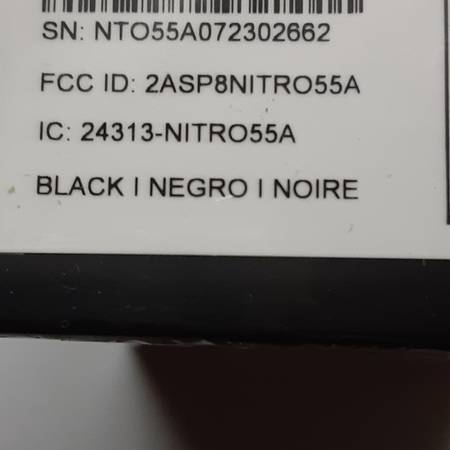 SN: NTO55A072302662
FCC ID: 2ASP8NITRO55A
IC: 24313-NITRO55A
BLACK I NEGRO I NOIRE